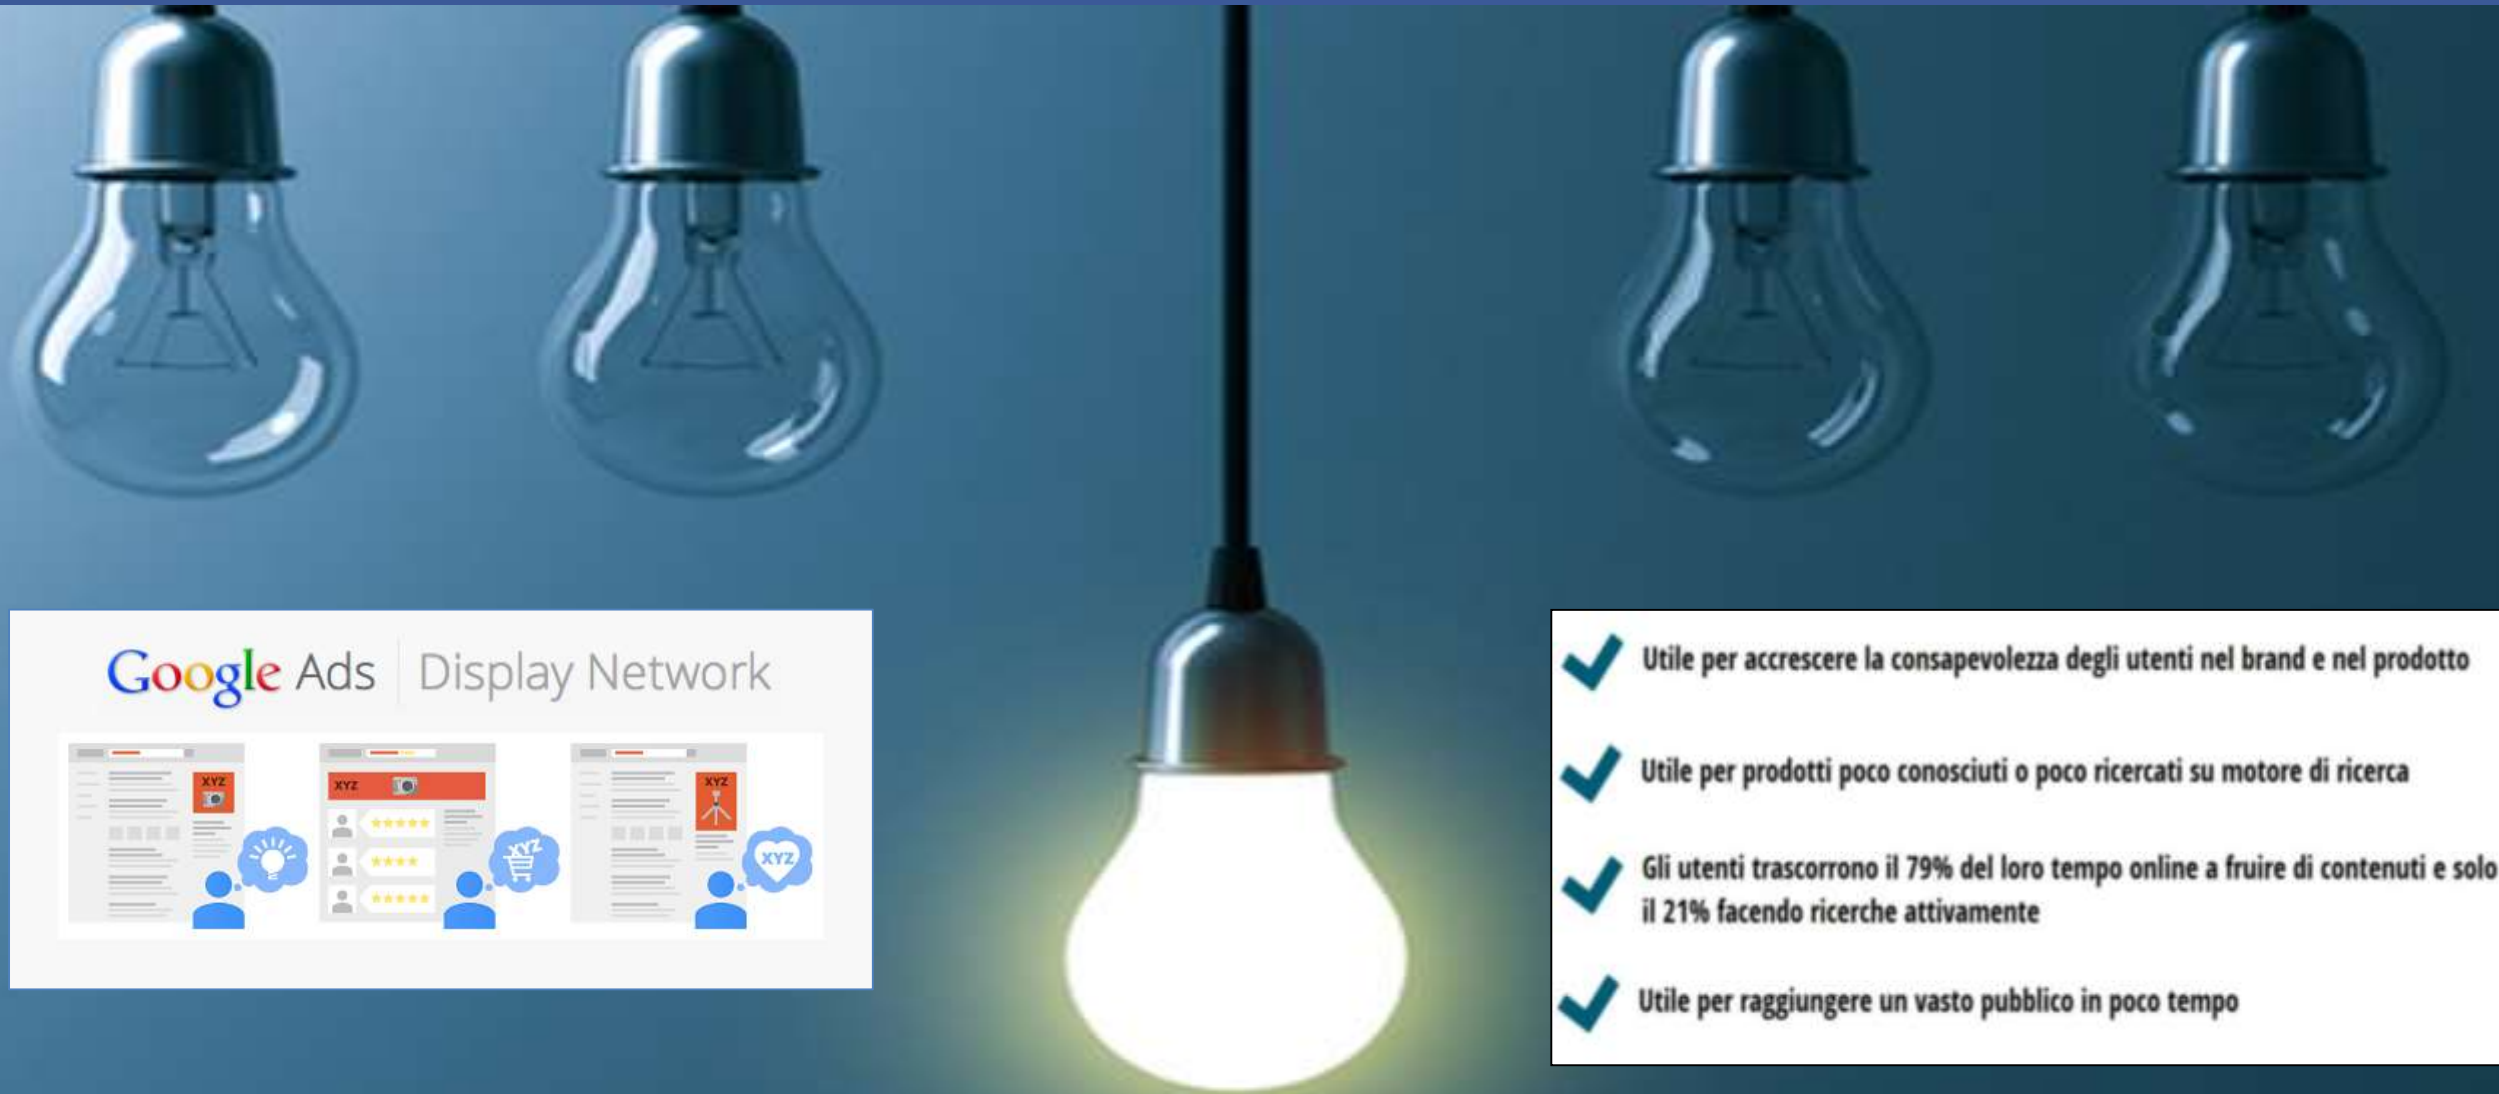 Google Ads | Display Network
XYZ
XYZ
XYZ
XYZ
XYZ
Utile per accrescere la consapevolezza degli utenti nel brand e nel prodotto
Utile per prodotti poco conosciuti o poco ricercati su motore di ricerca
Gli utenti trascorrono il 79% del loro tempo online a fruire di contenuti e solo
il 21% facendo ricerche attivamente
Utile per raggiungere un vasto pubblico in poco tempo